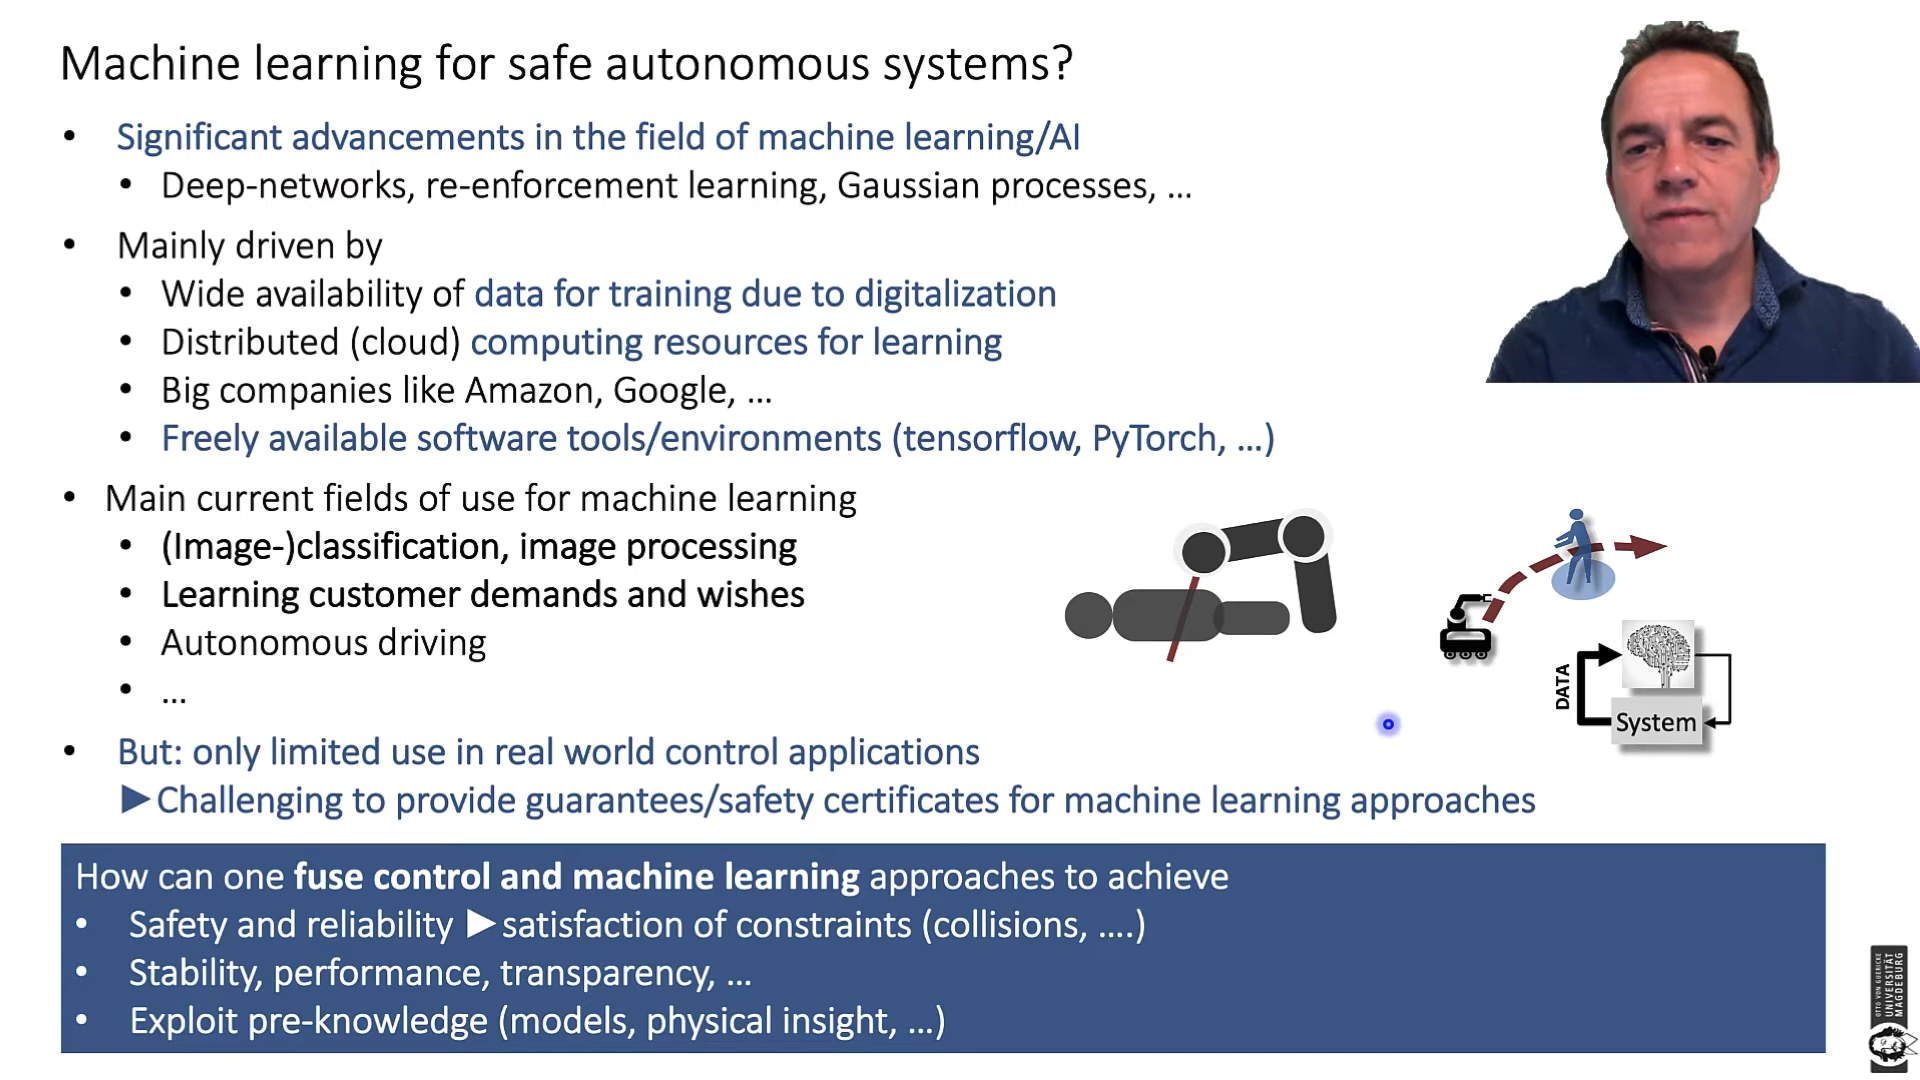 Machine learning for safe autonomous systems?
• Significant advancements in the field of machine learning/AI
• Deep-networks, re-enforcement learning, Gaussian processes, ...
• Mainly driven by
• Wide availability of data for training due to digitalization
• Distributed (cloud) computing resources for learning
• Big companies like Amazon, Google, ...
• Freely available software tools/environments (tensorflow, PyTorch, ...)
• Main current fields of use for machine learning
• (Image-)classification, image processing
• Learning customer demands and wishes
• Autonomous driving
• ...
DATA
System
• But: only limited use in real world control applications
►Challenging to provide guarantees/safety certificates for machine learning approaches
How can one fuse control and machine learning approaches to achieve
• Safety and reliability ►satisfaction of constraints (collisions, ....)
• Stability, performance, transparency, ...
• Exploit pre-knowledge (models, physical insight, ...)
OTTO VON GUERICKE
UNIVERSITÄT
MAGDEBURG